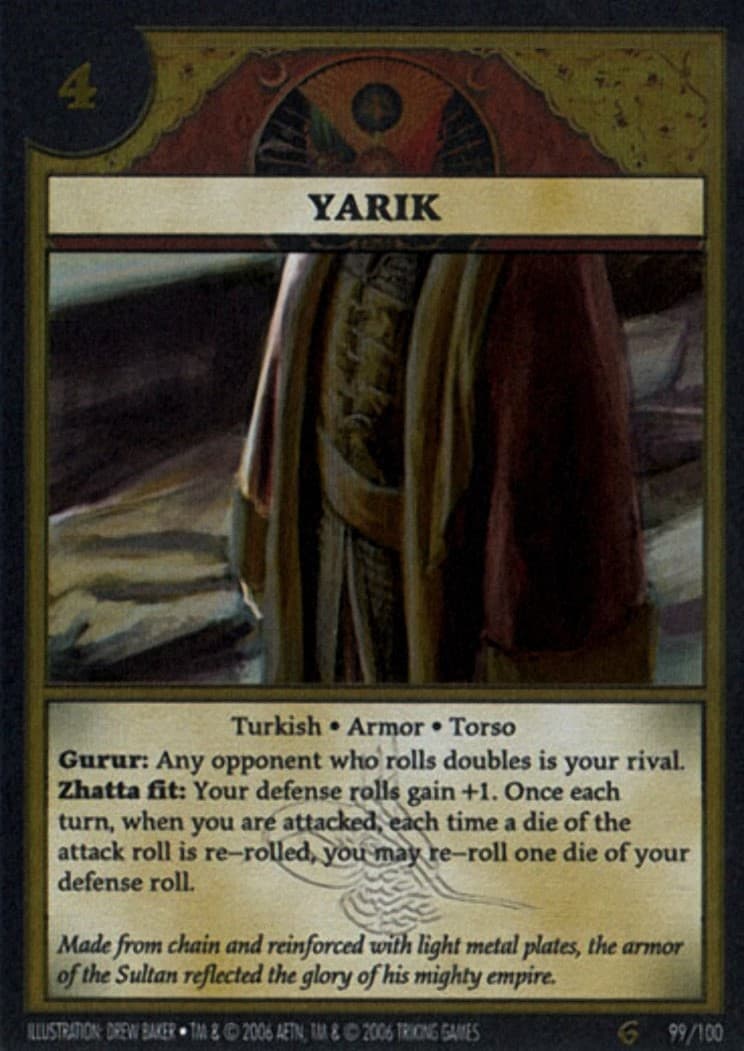 4
YARIK
Turkish • Armor • Torso
Gurur: Any opponent who rolls doubles is your rival.
Zhatta fit: Your defense rolls gain +1. Once each
turn, when you are attacked, each time a die of the
attack roll is re–rolled, you may re–roll one die of your
defense roll.
Made from chain and reinforced with light metal plates, the armor
of the Sultan reflected the glory of his mighty empire.
ILLUSTRATION: DREW BAKER • TM & © 2006 AETN, TM & © 2006 TRIKING GAMES
G 99/100